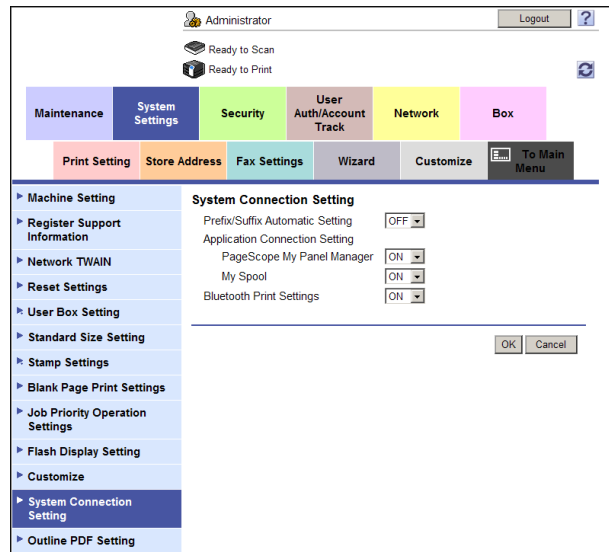 Administrator
Logout
?
Ready to Scan
Ready to Print
Maintenance
System
Settings
Security
User
Auth/Account
Track
Network
Box
Print Setting
Store Address
Fax Settings
Wizard
Customize
To Main
Menu
Machine Setting
Register Support
Information
Network TWAIN
Reset Settings
User Box Setting
Standard Size Setting
Stamp Settings
Blank Page Print Settings
Job Priority Operation
Settings
Flash Display Setting
Customize
System Connection
Setting
Outline PDF Setting
System Connection Setting
Prefix/Suffix Automatic Setting OFF
Application Connection Setting
PageScope My Panel Manager ON
My Spool ON
Bluetooth Print Settings ON
OK Cancel